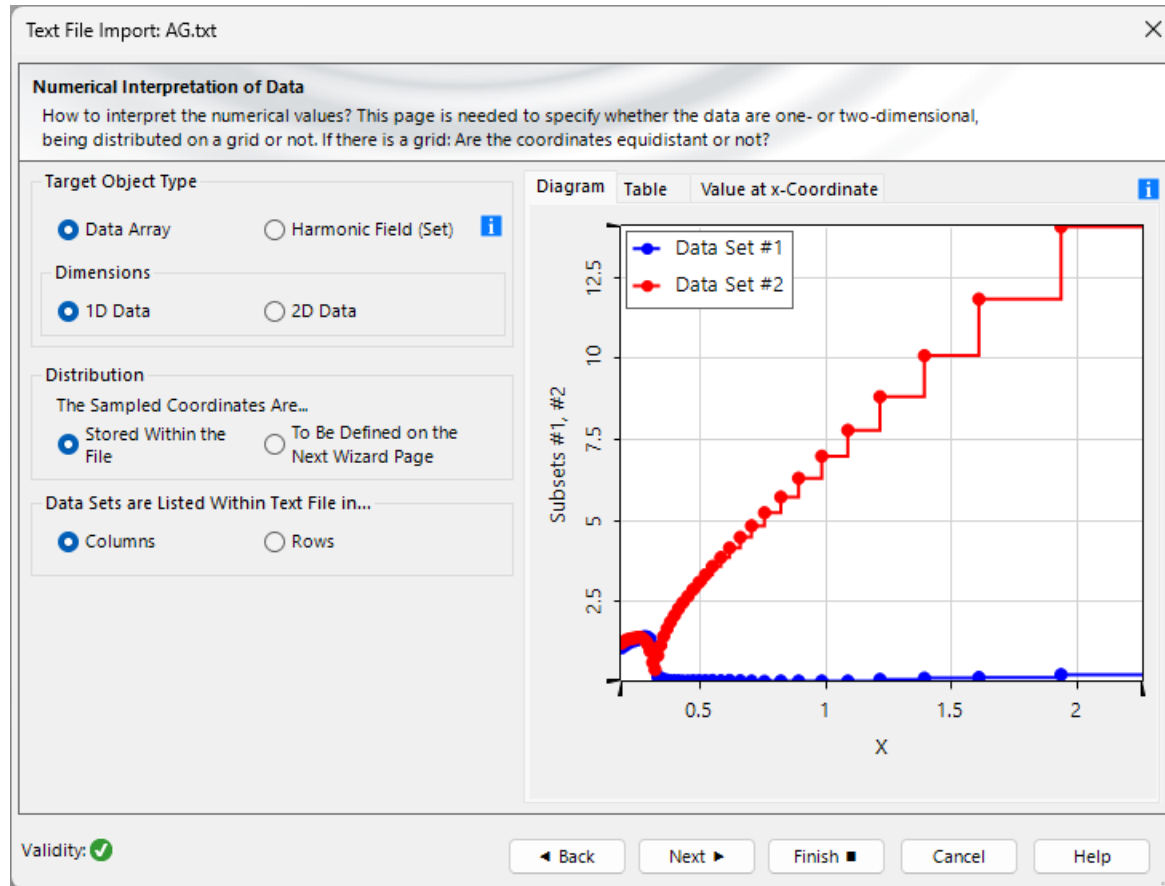 Text File Import: AG.txt
Numerical Interpretation of Data
How to interpret the numerical values? This page is needed to specify whether the data are one- or two-dimensional,
being distributed on a grid or not. If there is a grid: Are the coordinates equidistant or not?
Target Object Type
Data Array
Harmonic Field (Set)
Dimensions
1D Data
2D Data
Distribution
The Sampled Coordinates Are...
Stored Within the
File
To Be Defined on the
Next Wizard Page
Data Sets are Listed Within Text File in...
Columns
Rows
Diagram
Table
Value at x-Coordinate
Data Set #1
Data Set #2
Subsets #1, #2
12.5
10
7.5
5
2.5
0.5
1
1.5
2
X
Validity:
Back
Next
Finish
Cancel
Help